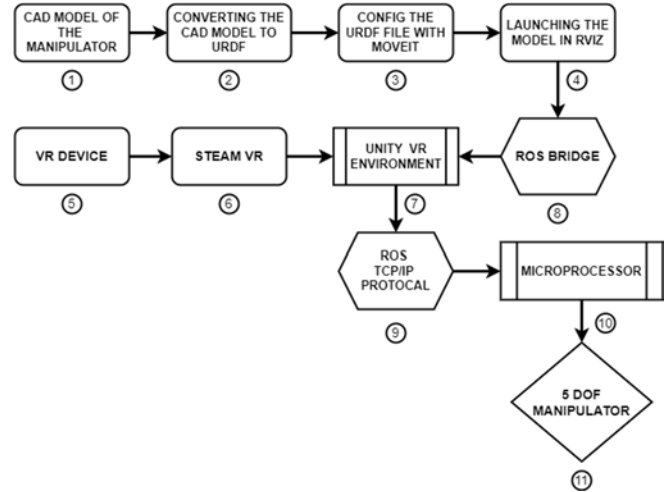 CAD MODEL OF
THE
MANIPULATOR
1
CONVERTING THE
CAD MODEL TO
URDF
2
CONFIG THE
URDF FILE WITH
MOVEIT
3
LAUNCHING THE
MODEL IN RVIZ
4
VR DEVICE
5
STEAM VR
6
UNITY VR
ENVIRONMENT
7
ROS BRIDGE
8
ROS
TCP/IP
PROTOCAL
9
MICROPROCESSOR
10
5 DOF
MANIPULATOR
11